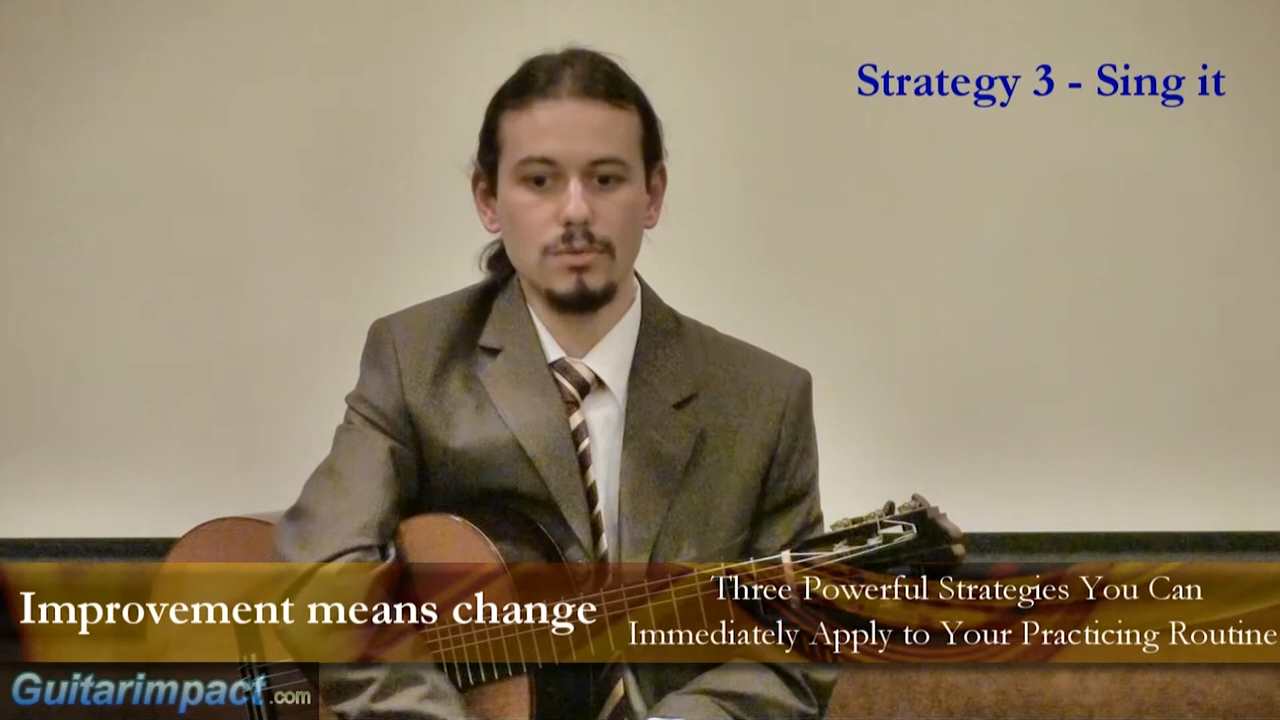 Strategy 3 - Sing it
Improvement means change
Three Powerful Strategies You Can
Immediately Apply to Your Practicing Routine
Guitarimpact.com